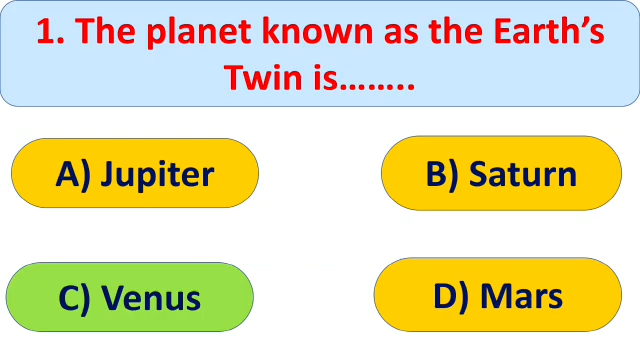 1. The planet known as the Earth’s
Twin is……..
A) Jupiter
B) Saturn
C) Venus
D) Mars